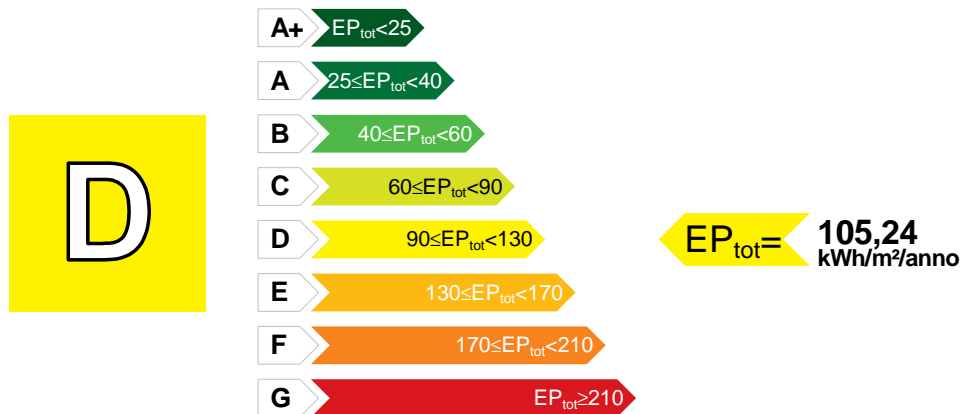 A+ EPtot<25
A 25≤EPtot<40
B 40≤EPtot<60
C 60≤EPtot<90
D
D 90≤EPtot<130
EPtot= 105,24
kWh/m²/anno
E 130≤EPtot<170
F 170≤EPtot<210
G EPtot≥210